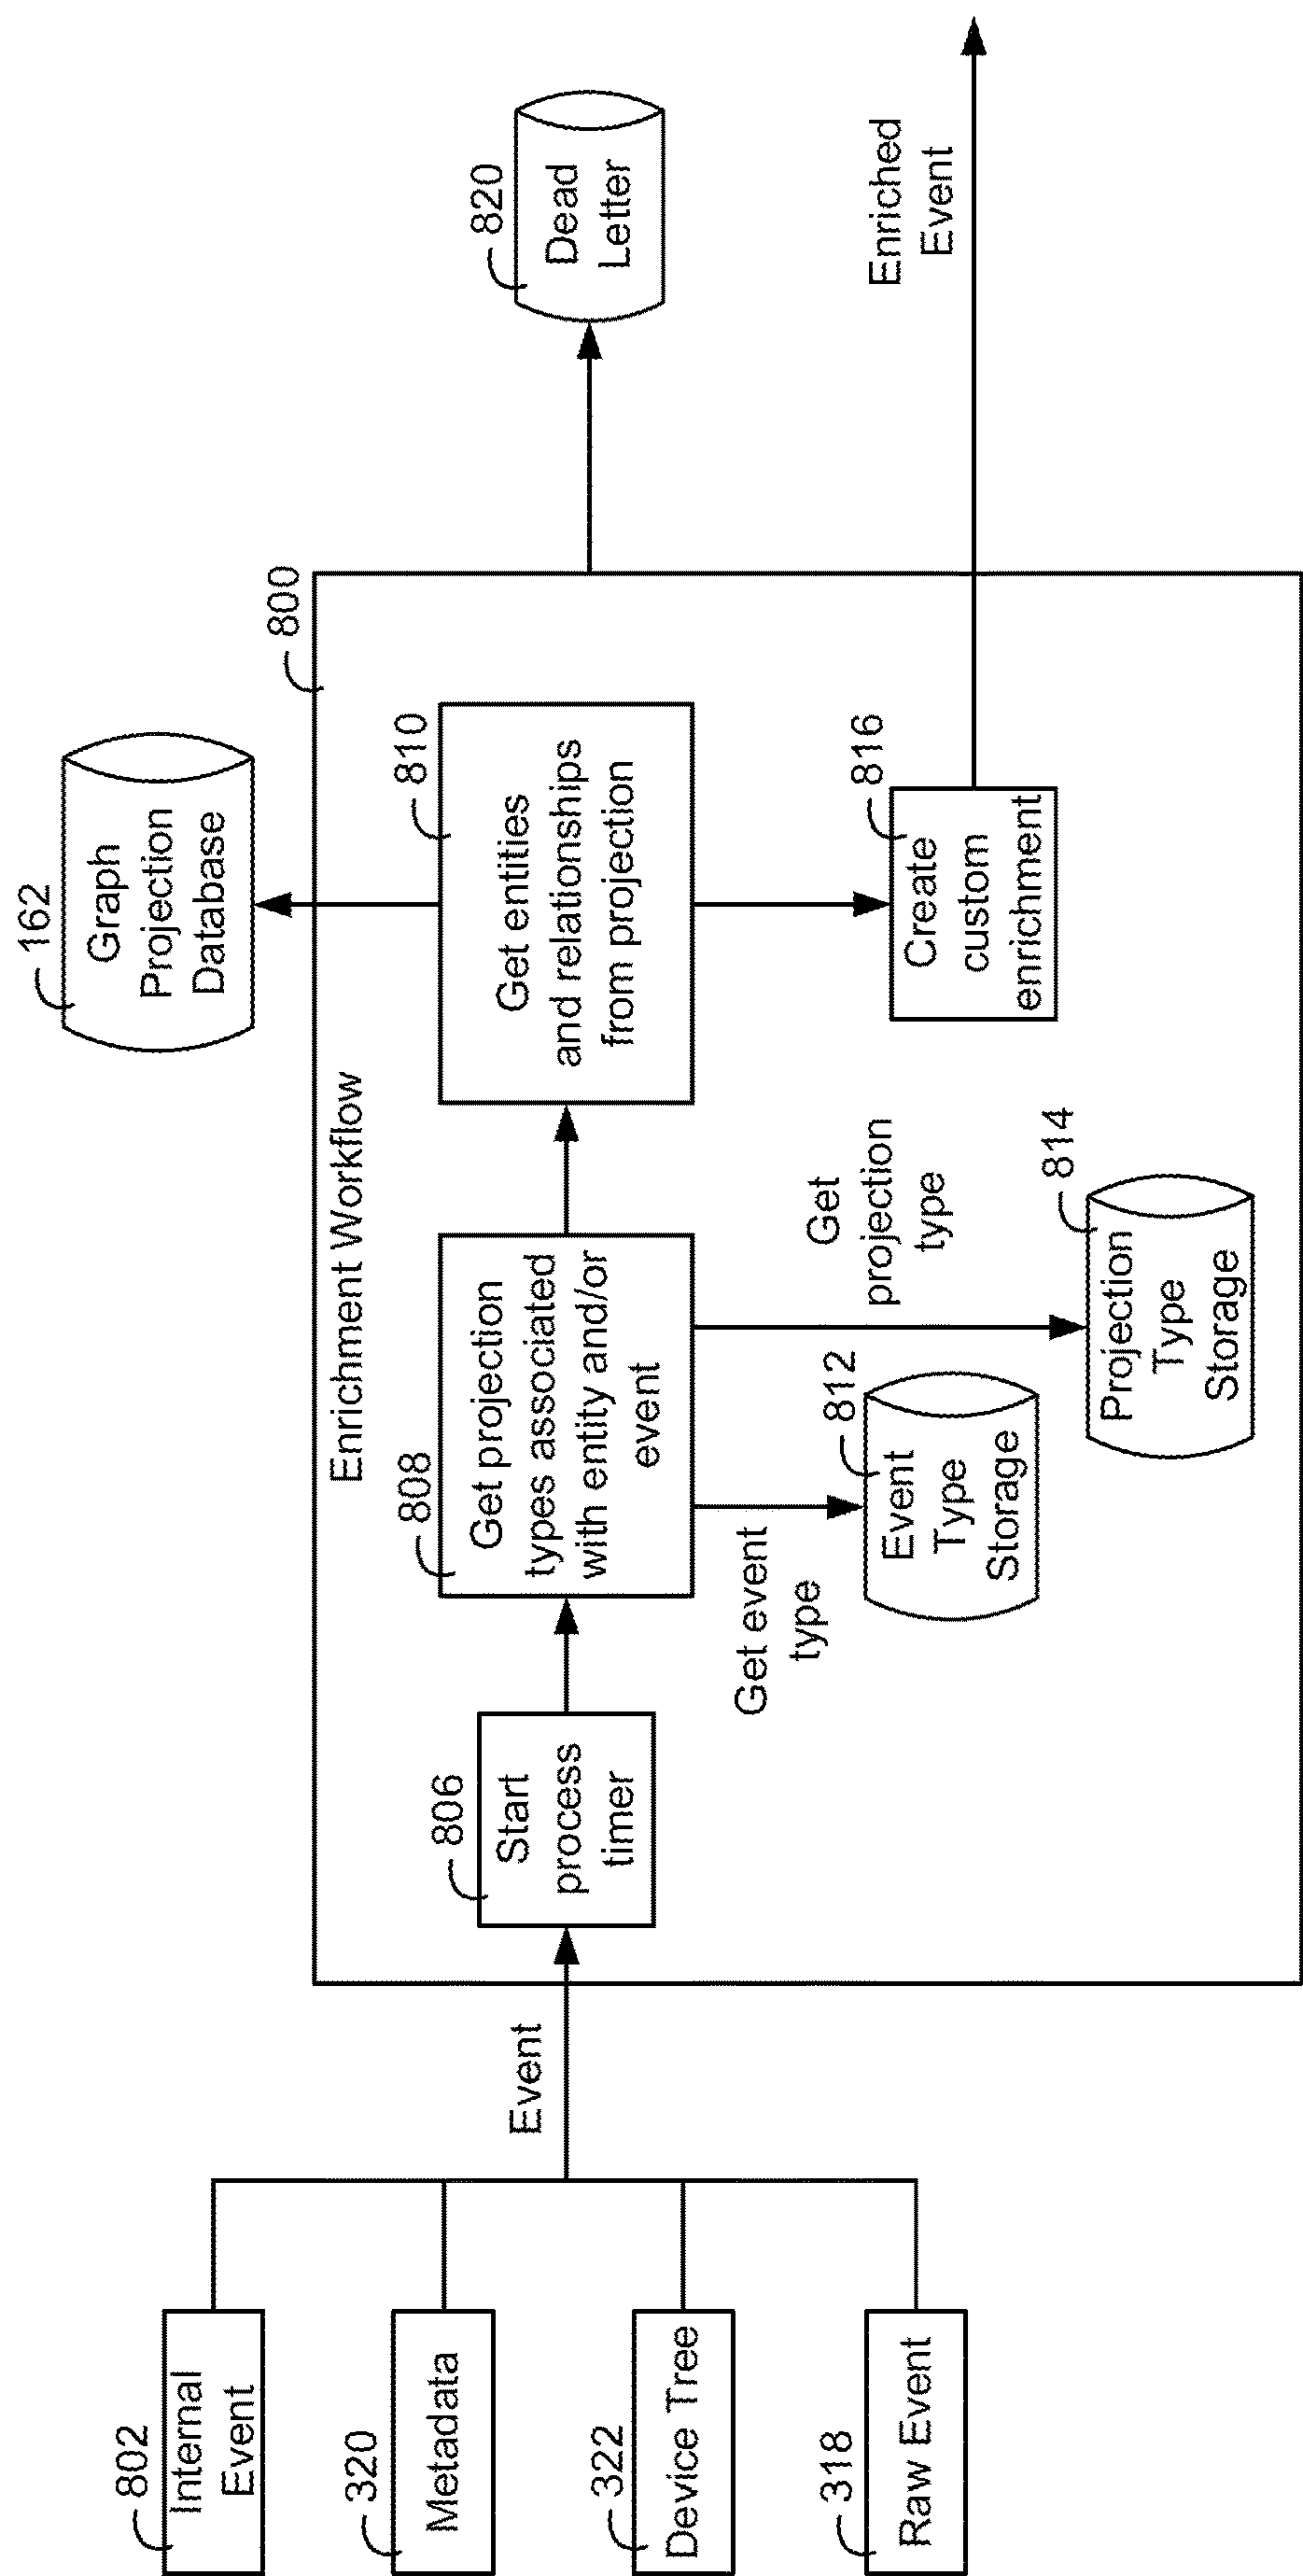 802
Internal
Event
320
Metadata
322
Device Tree
318
Raw Event
Event
Enrichment Workflow
800
806
Start
process
timer
808
Get projection
types associated
with entity and/or
event
Get event
type
812
Event
Type
Storage
Get
projection
type
814
Projection
Type
Storage
810
Get entities
and relationships
from projection
162
Graph
Projection
Database
816
Create
custom
enrichment
820
Dead
Letter
Enriched
Event